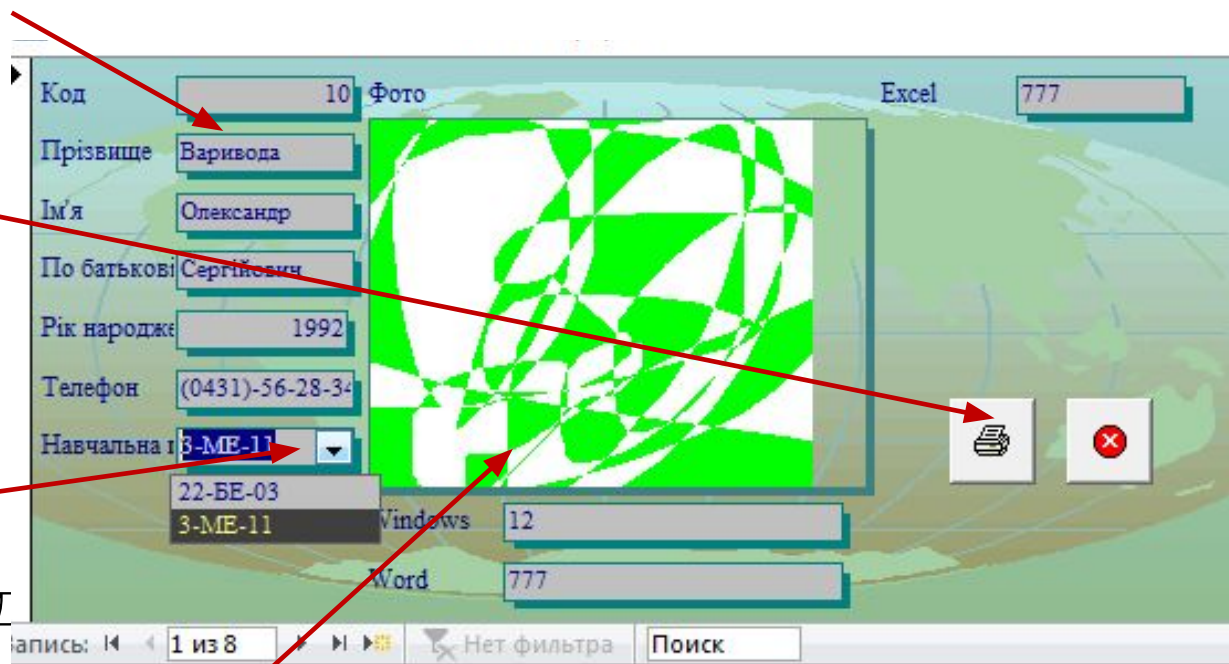 Код 10 Фото Excel 777
Прізвище Варивода
Ім'я Олександр
По батькові Сергійович
Рік народже 1992
Телефон (0431)-56-28-34
Навчальна г 3-МЕ-11
22-БЕ-03
3-МЕ-11
Windows 12
Word 777
Запись: 1 из 8 Нет фильтра Поиск